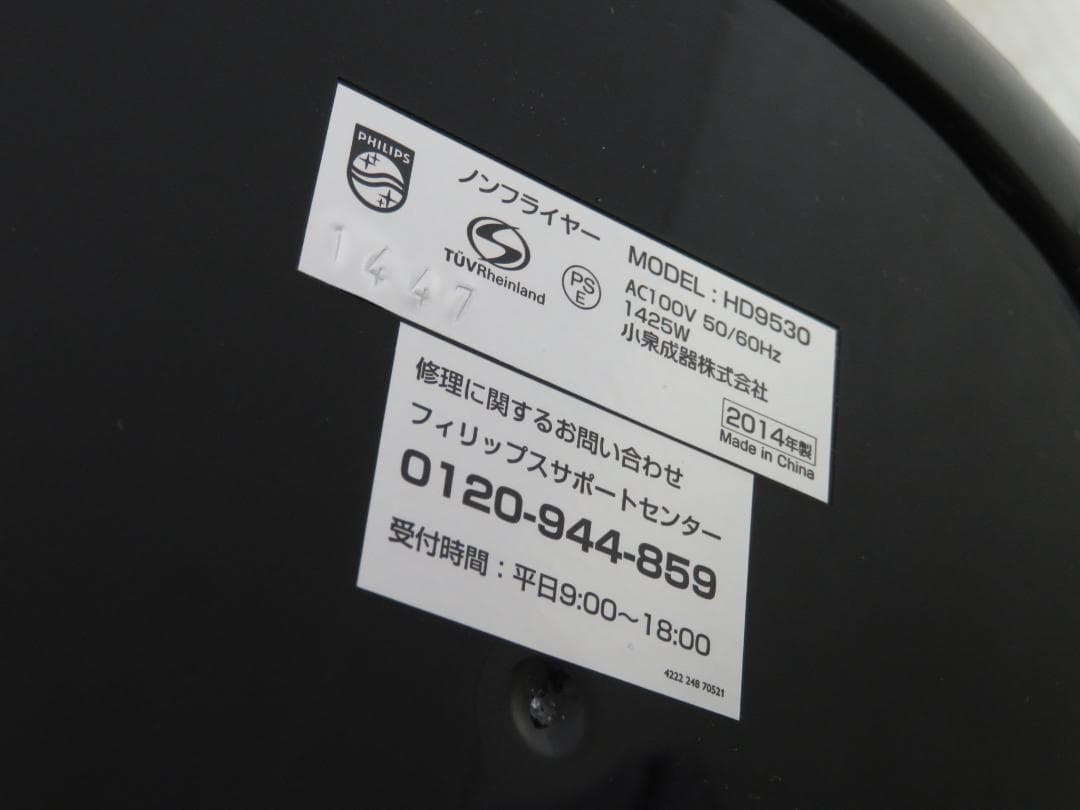 PHILIPS
ノンフライヤー
TÜVRheinland
PS
E
1447
MODEL : HD9530
AC100V 50/60Hz
1425W
小泉成器株式会社
2014年製
Made in China
修理に関するお問い合わせ
フィリップスサポートセンター
0120-944-859
受付時間 : 平日9:00～18:00
4222 248 70521